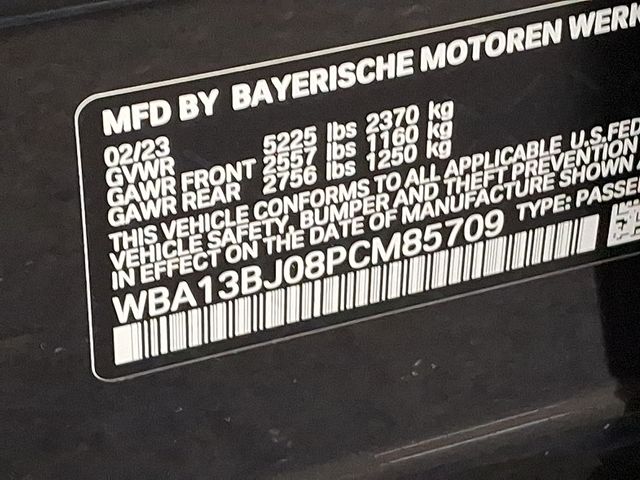 MFD BY BAYERISCHE MOTOREN WERK
02/23
GVWR 5225 lbs 2370 kg
GAWR FRONT 2557 lbs 1160 kg
GAWR REAR 2756 lbs 1250 kg
THIS VEHICLE CONFORMS TO ALL APPLICABLE U.S.FED
VEHICLE SAFETY, BUMPER AND THEFT PREVENTION
IN EFFECT ON THE DATE OF MANUFACTURE SHOWN
WBA13BJ08PCM85709 TYPE: PASSE